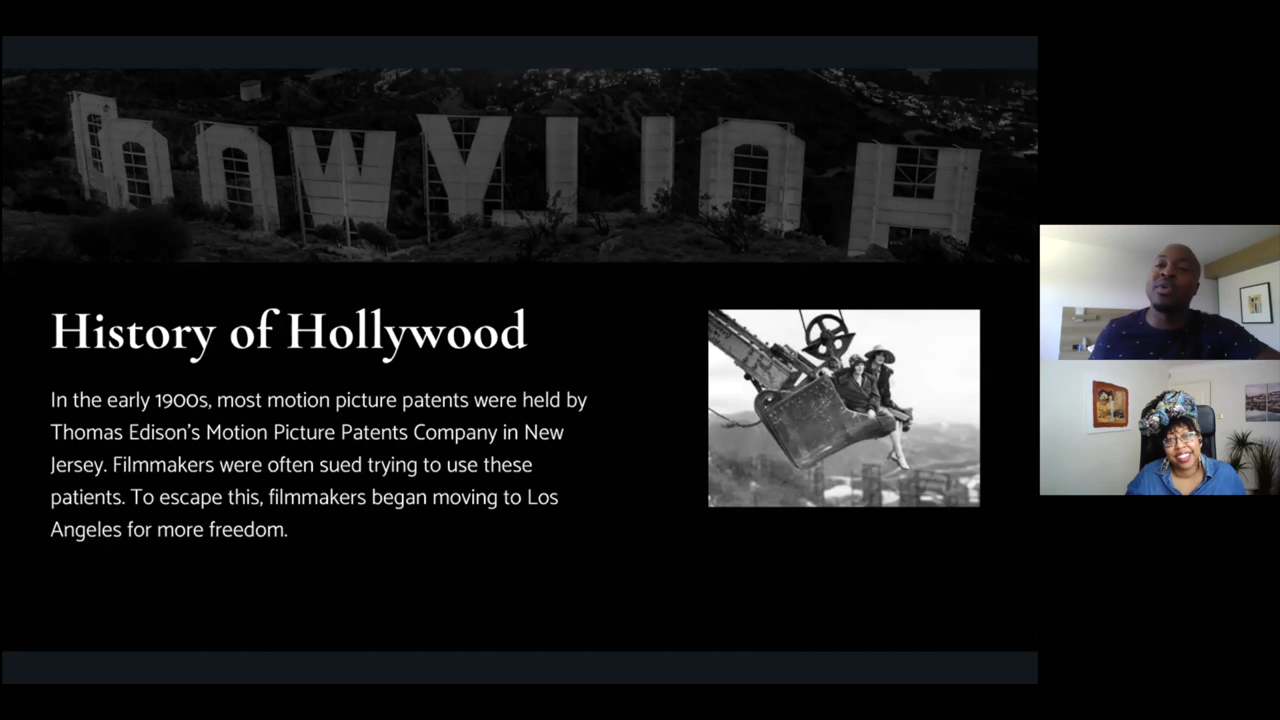 DOOWYLLOH
History of Hollywood
In the early 1900s, most motion picture patents were held by
Thomas Edison's Motion Picture Patents Company in New
Jersey. Filmmakers were often sued trying to use these
patients. To escape this, filmmakers began moving to Los
Angeles for more freedom.